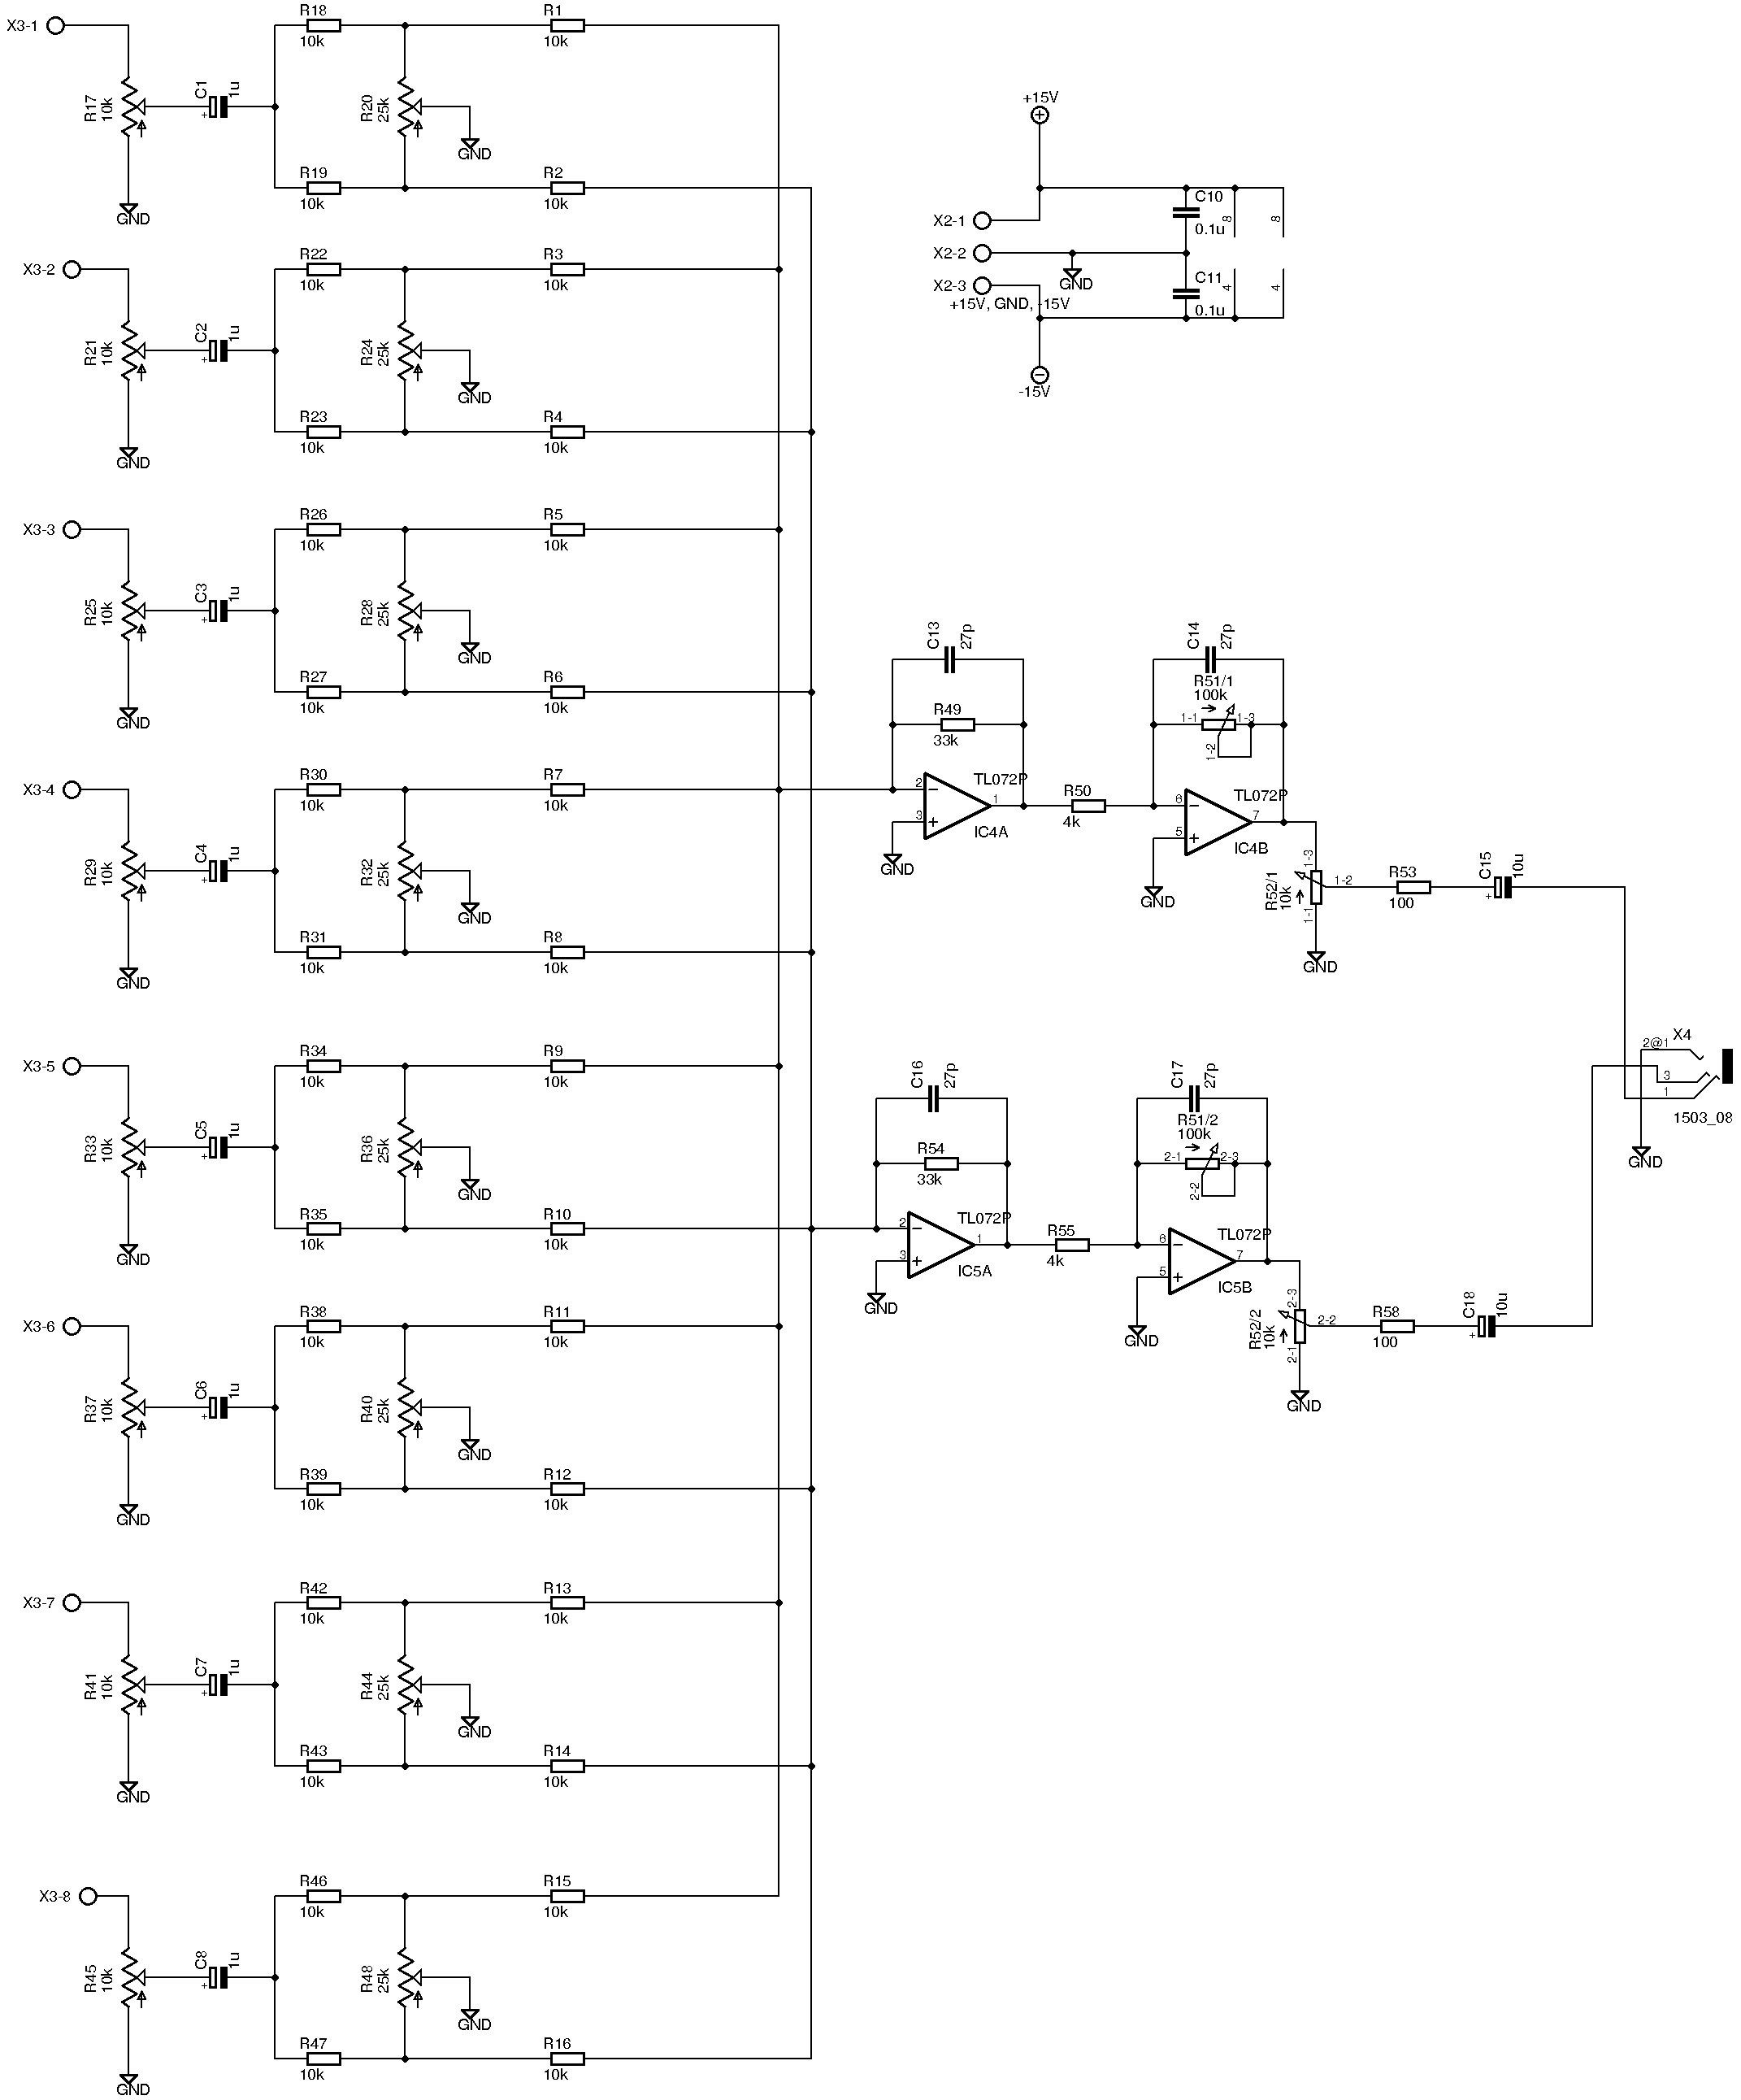 X3-1
R17
10k
GND
C1
1u
+
R18
10k
R19
10k
R20
25k
GND
R1
10k
R2
10k
X3-2
R21
10k
GND
C2
1u
+
R22
10k
R23
10k
R24
25k
GND
R3
10k
R4
10k
X3-3
R25
10k
GND
C3
1u
+
R26
10k
R27
10k
R28
25k
GND
R5
10k
R6
10k
X3-4
R29
10k
GND
C4
1u
+
R30
10k
R31
10k
R32
25k
GND
R7
10k
R8
10k
X3-5
R33
10k
GND
C5
1u
+
R34
10k
R35
10k
R36
25k
GND
R9
10k
R10
10k
X3-6
R37
10k
GND
C6
1u
+
R38
10k
R39
10k
R40
25k
GND
R11
10k
R12
10k
X3-7
R41
10k
GND
C7
1u
+
R42
10k
R43
10k
R44
25k
GND
R13
10k
R14
10k
X3-8
R45
10k
GND
C8
1u
+
R46
10k
R47
10k
R48
25k
GND
R15
10k
R16
10k
+15V
X2-1
X2-2
X2-3
+15V, GND, -15V
GND
-15V
C10
0.1u
C11
0.1u
8
8
4
4
C13
27p
R49
33k
TL072P
2
3
1
IC4A
GND
R50
4k
C14
27p
R51/1
100k
1-1
1-3
1-2
TL072P
6
5
7
IC4B
GND
1-3
R52/1
10k
1-2
1-1
GND
R53
100
C15
10u
+
C16
27p
R54
33k
TL072P
2
3
1
IC5A
GND
R55
4k
C17
27p
R51/2
100k
2-1
2-3
2-2
TL072P
6
5
7
IC5B
GND
2-3
R52/2
10k
2-2
2-1
GND
R58
100
C18
10u
+
X4
2@1
3
1
1503_08
GND